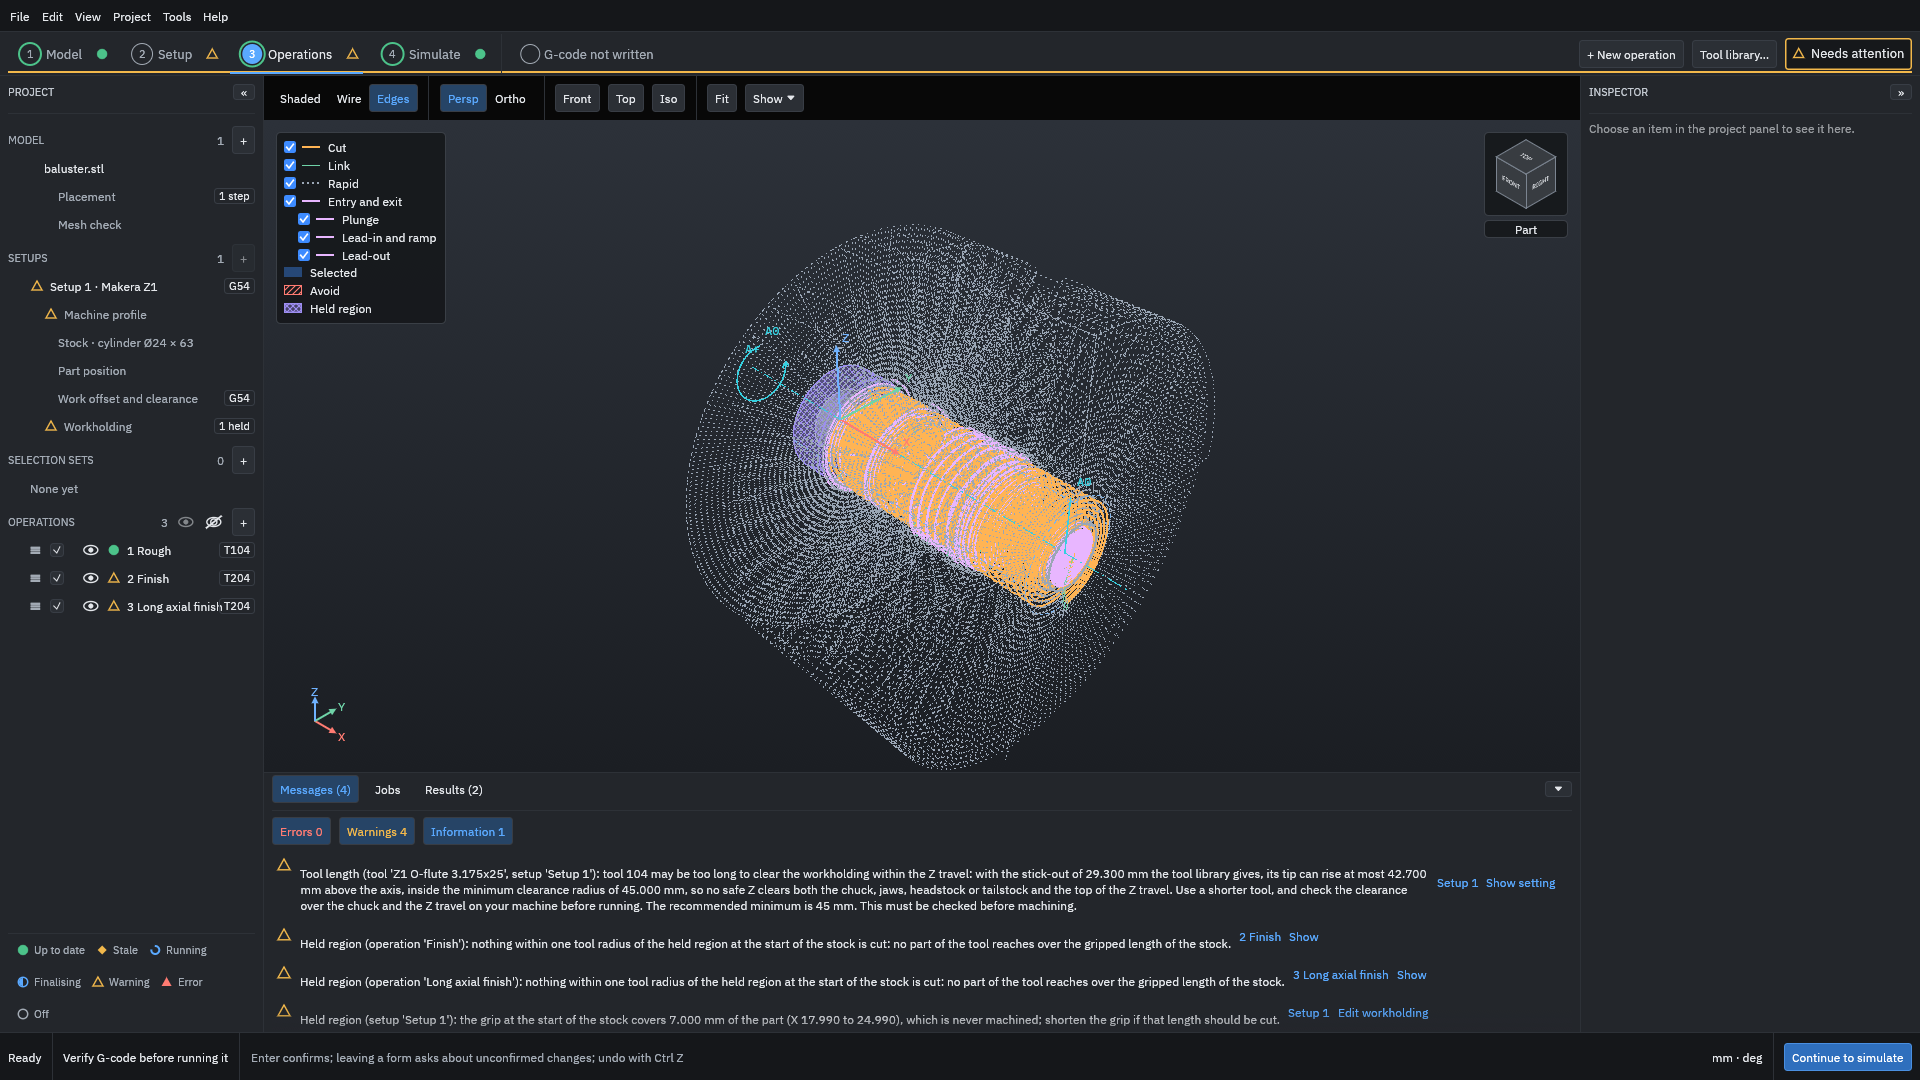 File Edit View Project Tools Help
1 Model 2 Setup 3 Operations 4 Simulate G-code not written + New operation Tool library... Needs attention
PROJECT «
Shaded Wire Edges Persp Ortho Front Top Iso Fit Show
INSPECTOR »
Choose an item in the project panel to see it here.
MODEL 1 +
baluster.stl
Placement 1 step
Mesh check
SETUPS 1 +
Setup 1 · Makera Z1 G54
Machine profile
Stock · cylinder Ø24 × 63
Part position
Work offset and clearance G54
Workholding 1 held
SELECTION SETS 0 +
None yet
OPERATIONS 3 +
1 Rough T104
2 Finish T204
3 Long axial finish T204
Up to date Stale Running
Finalising Warning Error
Off
Cut
Link
Rapid
Entry and exit
Plunge
Lead-in and ramp
Lead-out
Selected
Avoid
Held region
TOP
FRONT RIGHT
Part
A0
A+
Z
A0
Z
Y
X
Messages (4) Jobs Results (2)
Errors 0 Warnings 4 Information 1
Tool length (tool 'Z1 O-flute 3.175x25', setup 'Setup 1'): tool 104 may be too long to clear the workholding within the Z travel: with the stick-out of 29.300 mm the tool library gives, its tip can rise at most 42.700
mm above the axis, inside the minimum clearance radius of 45.000 mm, so no safe Z clears both the chuck, jaws, headstock or tailstock and the top of the Z travel. Use a shorter tool, and check the clearance
over the chuck and the Z travel on your machine before running. The recommended minimum is 45 mm. This must be checked before machining.
Setup 1 Show setting
Held region (operation 'Finish'): nothing within one tool radius of the held region at the start of the stock is cut: no part of the tool reaches over the gripped length of the stock. 2 Finish Show
Held region (operation 'Long axial finish'): nothing within one tool radius of the held region at the start of the stock is cut: no part of the tool reaches over the gripped length of the stock. 3 Long axial finish Show
Held region (setup 'Setup 1'): the grip at the start of the stock covers 7.000 mm of the part (X 17.990 to 24.990), which is never machined; shorten the grip if that length should be cut. Setup 1 Edit workholding
Ready Verify G-code before running it Enter confirms; leaving a form asks about unconfirmed changes; undo with Ctrl Z mm · deg Continue to simulate